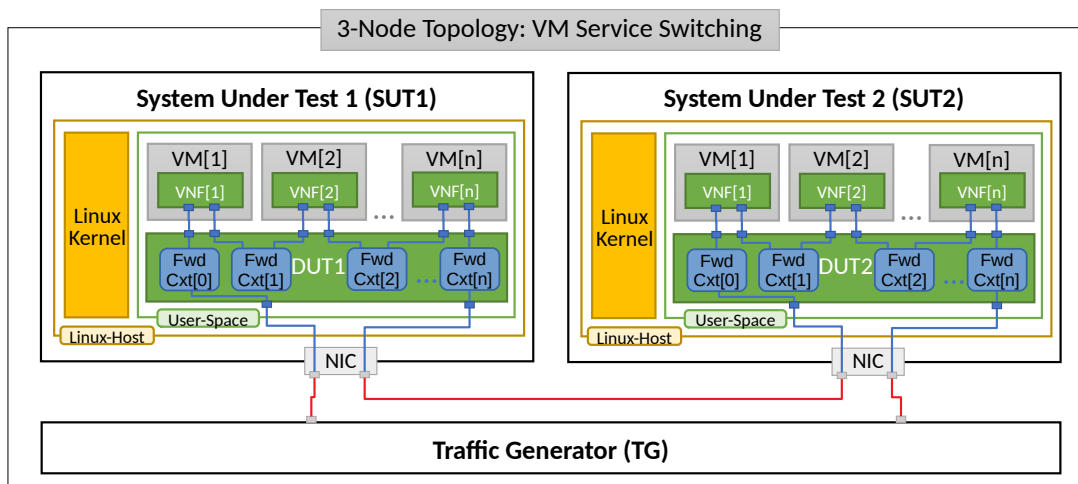 3-Node Topology: VM Service Switching
System Under Test 1 (SUT1)
Linux
Kernel
VM[1]
VNF[1]
VM[2]
VNF[2]
...
VM[n]
VNF[n]
DUT1
Fwd
Cxt[0]
Fwd
Cxt[1]
Fwd
Cxt[2]
...
Fwd
Cxt[n]
User-Space
Linux-Host
NIC
System Under Test 2 (SUT2)
Linux
Kernel
VM[1]
VNF[1]
VM[2]
VNF[2]
...
VM[n]
VNF[n]
DUT2
Fwd
Cxt[0]
Fwd
Cxt[1]
Fwd
Cxt[2]
...
Fwd
Cxt[n]
User-Space
Linux-Host
NIC
Traffic Generator (TG)